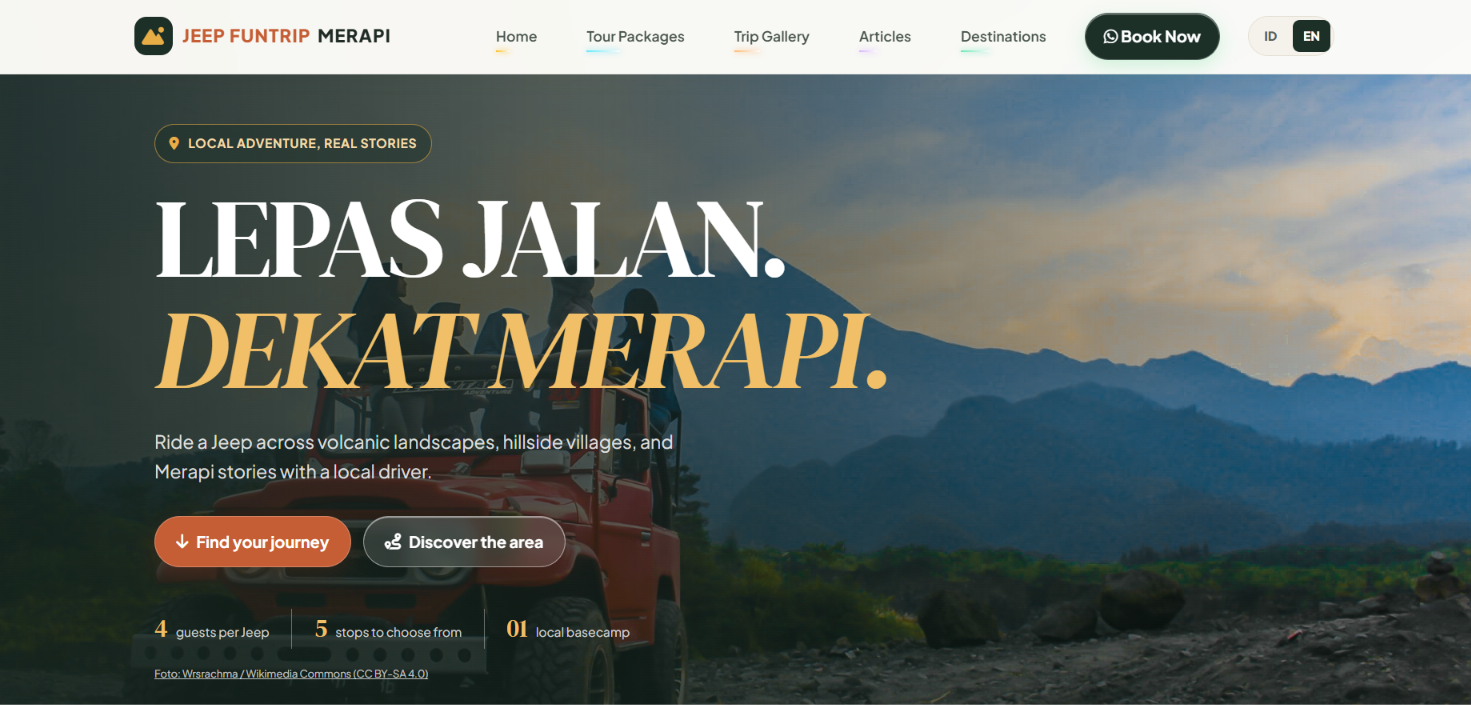 JEEP FUNTRIP MERAPI
Home
Tour Packages
Trip Gallery
Articles
Destinations
Book Now
ID
EN
LOCAL ADVENTURE, REAL STORIES
LEPAS JALAN.
DEKAT MERAPI.
Ride a Jeep across volcanic landscapes, hillside villages, and
Merapi stories with a local driver.
Find your journey
Discover the area
4 guests per Jeep
5 stops to choose from
01 local basecamp
Foto: Wrsrachma / Wikimedia Commons (CC BY-SA 4.0)